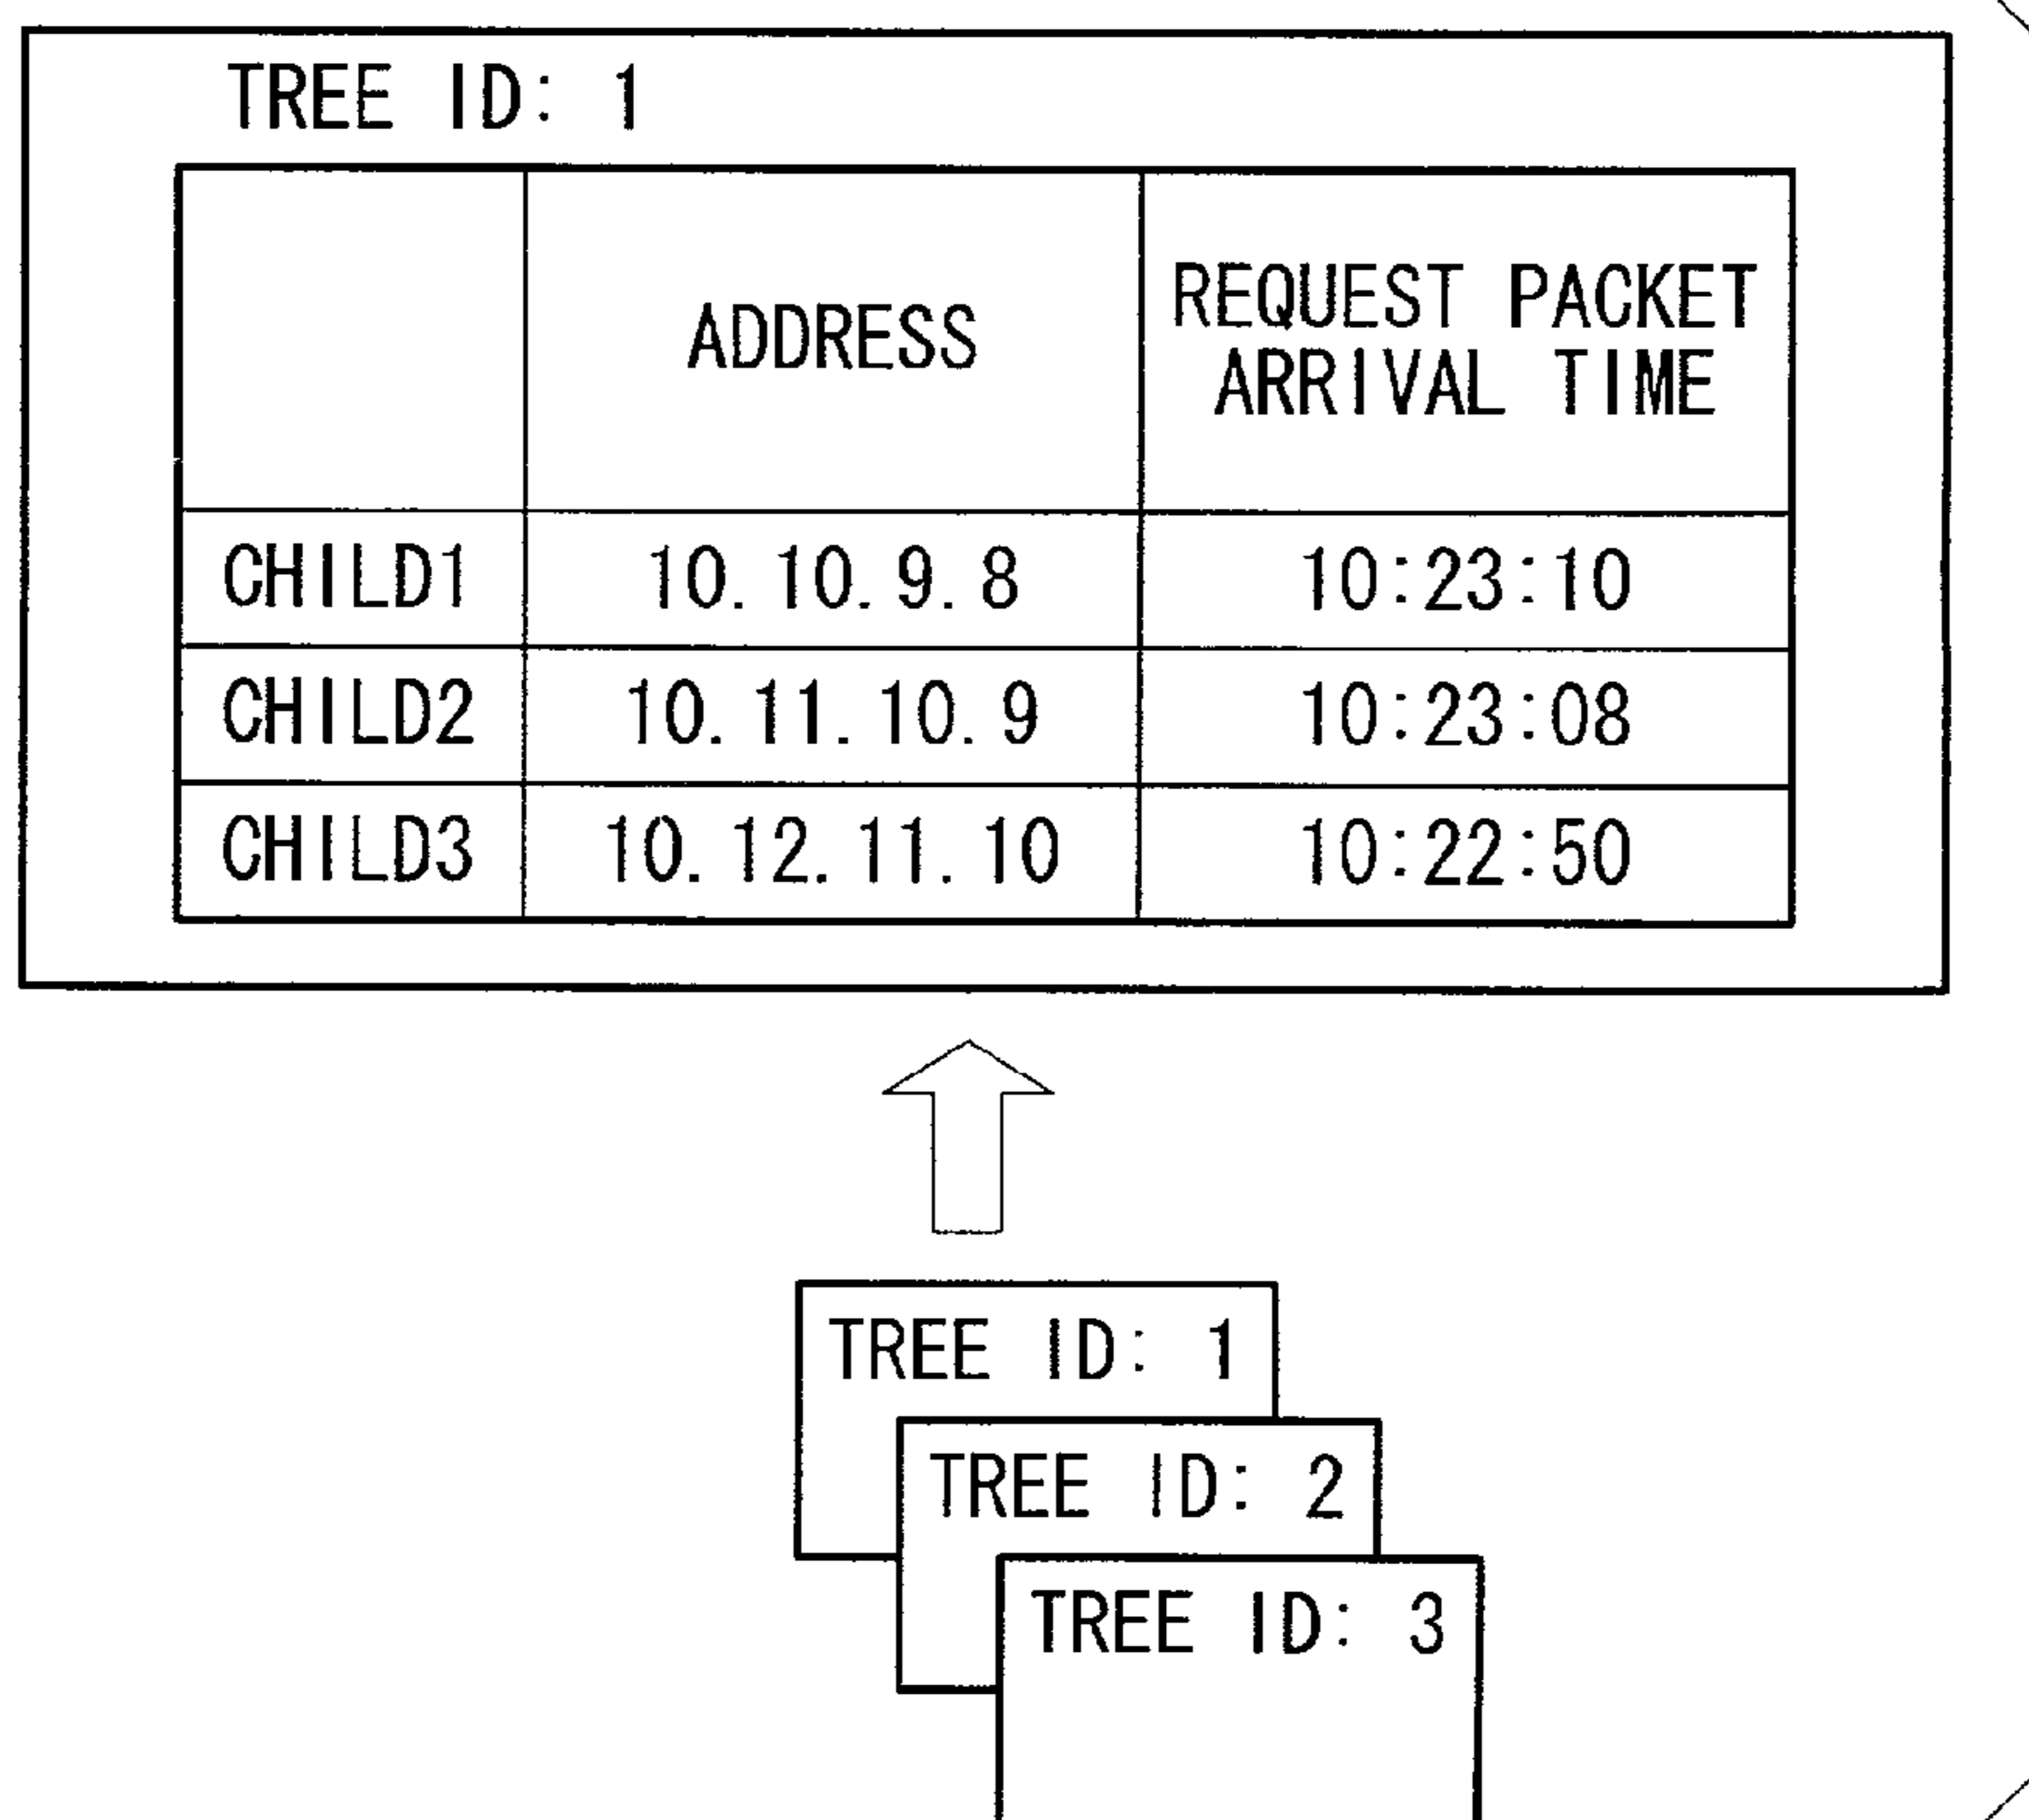 TREE ID: 1
ADDRESS
REQUEST PACKET
ARRIVAL TIME
CHILD1 10.10.9.8 10:23:10
CHILD2 10.11.10.9 10:23:08
CHILD3 10.12.11.10 10:22:50
TREE ID: 1
TREE ID: 2
TREE ID: 3